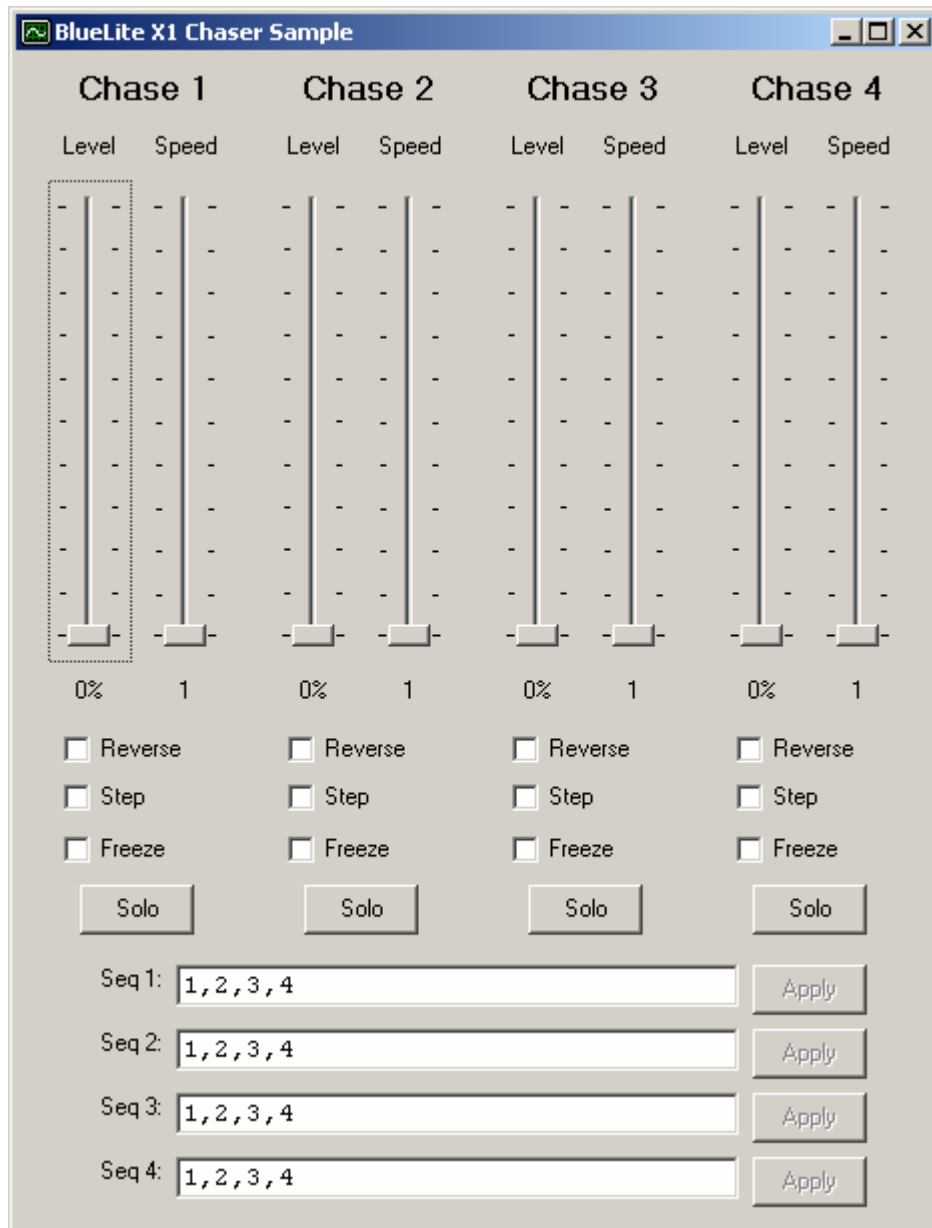 BlueLite X1 Chaser Sample
Chase 1 Chase 2 Chase 3 Chase 4
Level Speed Level Speed Level Speed Level Speed
0% 1 0% 1 0% 1 0% 1
Reverse Reverse Reverse Reverse
Step Step Step Step
Freeze Freeze Freeze Freeze
Solo Solo Solo Solo
Seq 1: 1,2,3,4 Apply
Seq 2: 1,2,3,4 Apply
Seq 3: 1,2,3,4 Apply
Seq 4: 1,2,3,4 Apply